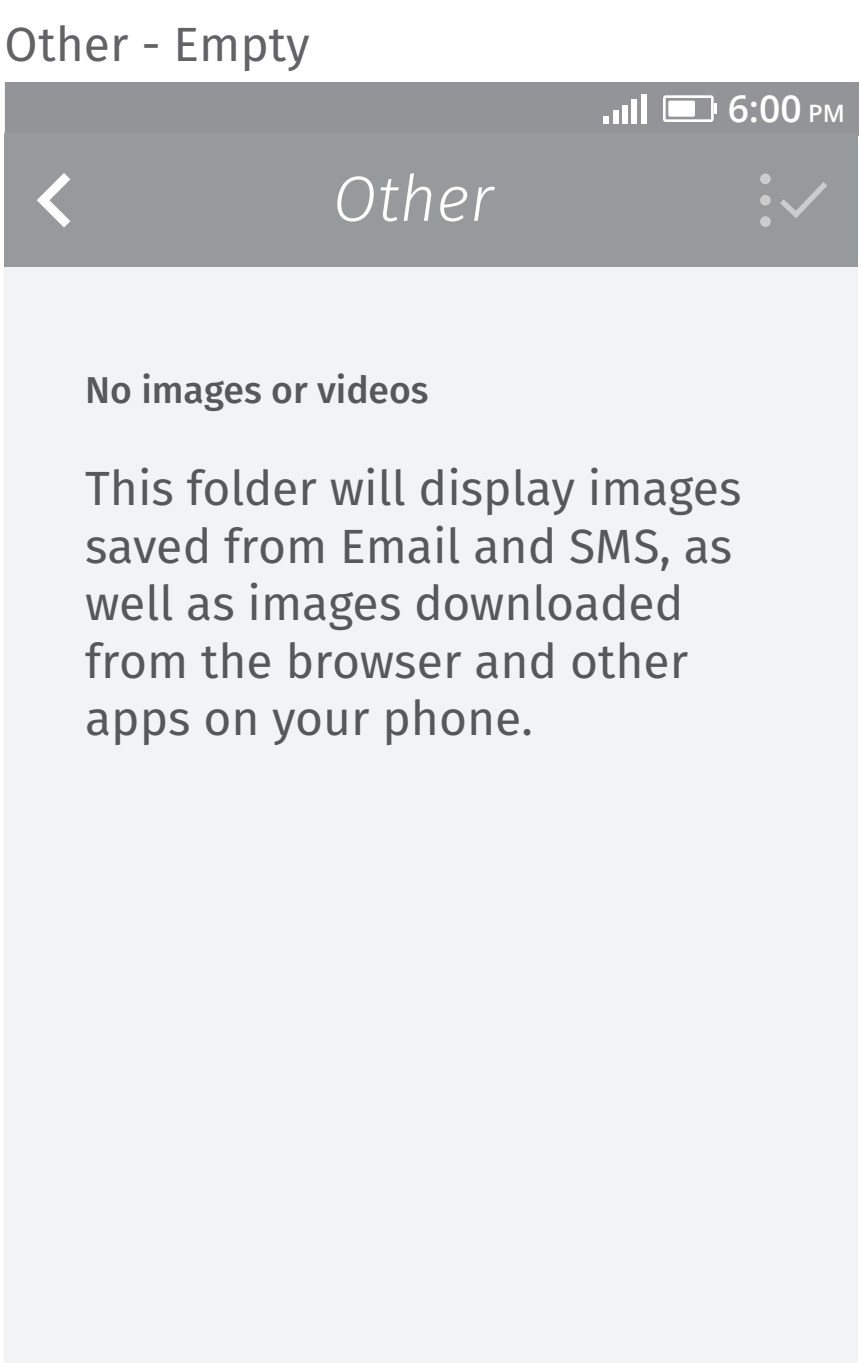 Other - Empty
6:00 PM
Other
No images or videos
This folder will display images
saved from Email and SMS, as
well as images downloaded
from the browser and other
apps on your phone.